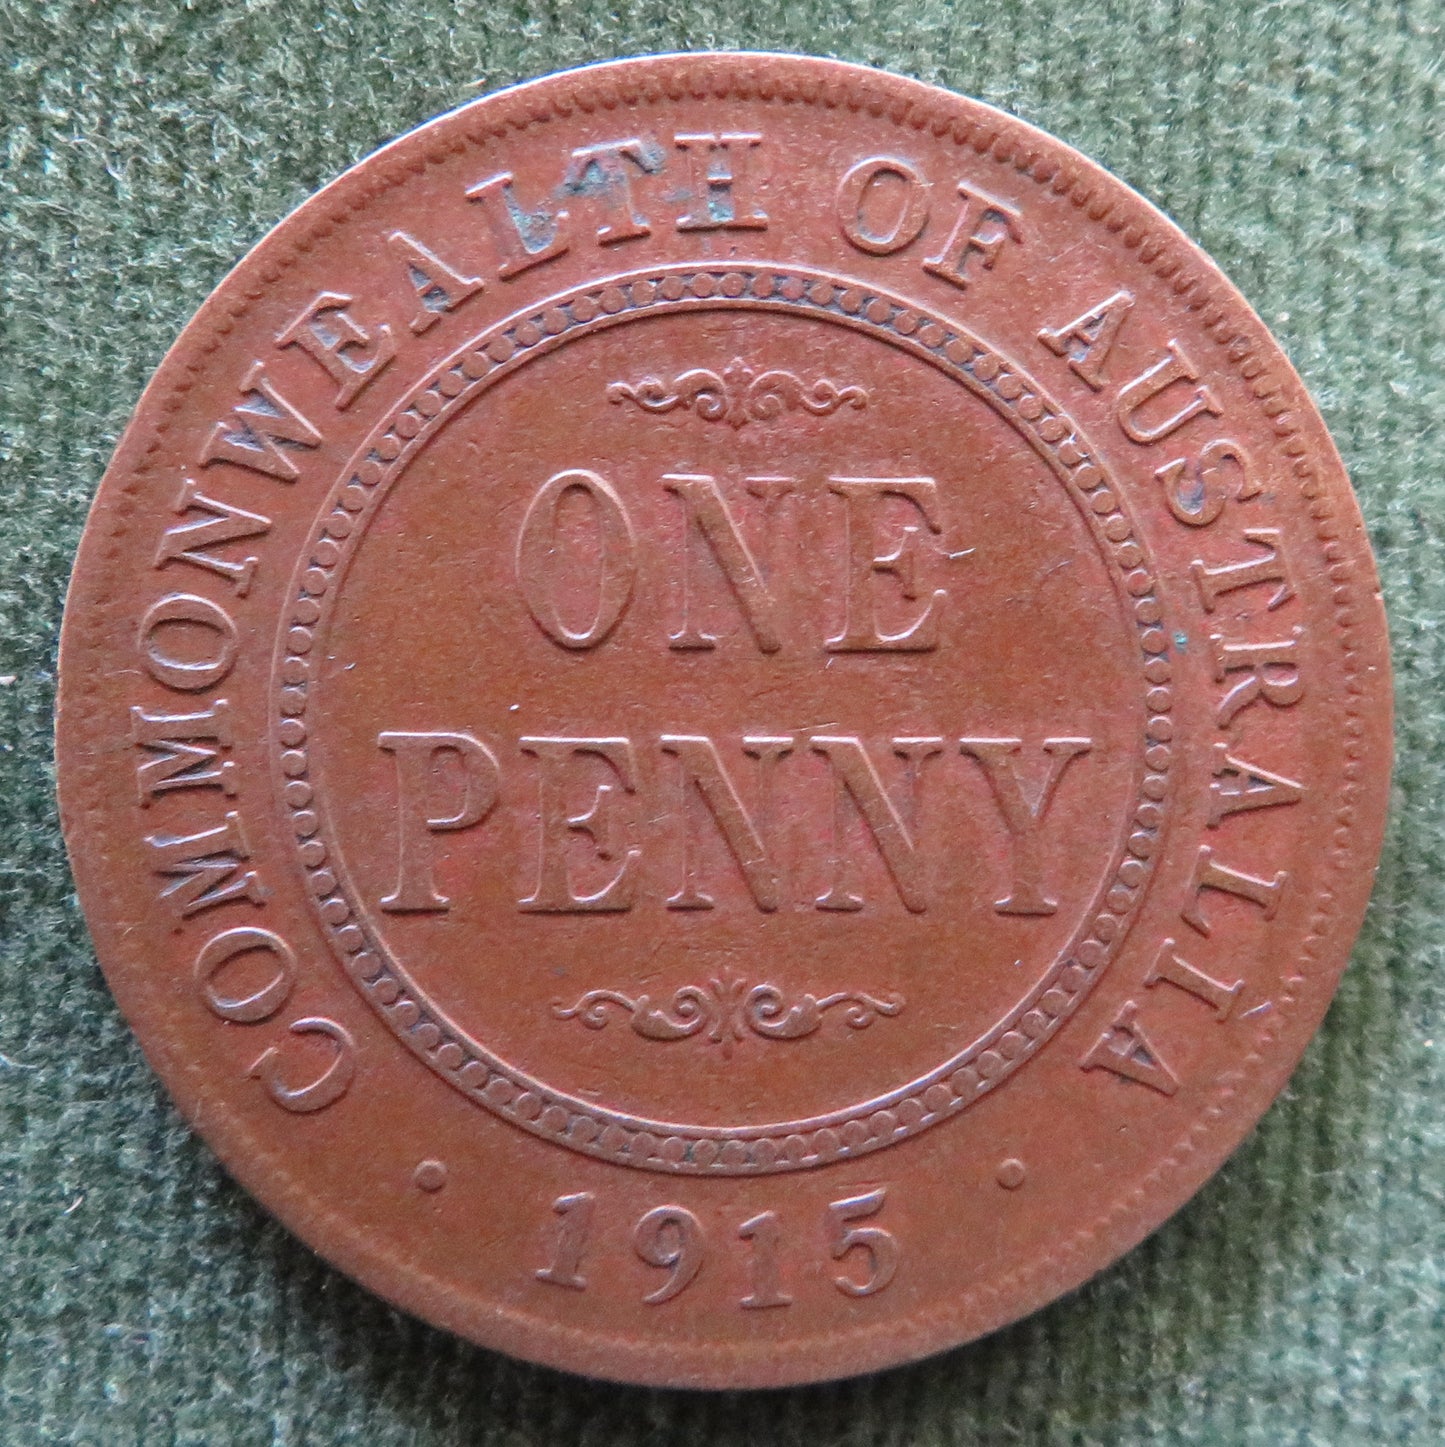 COMMONWEALTH OF AUSTRALIA
ONE
PENNY
· 1915 ·